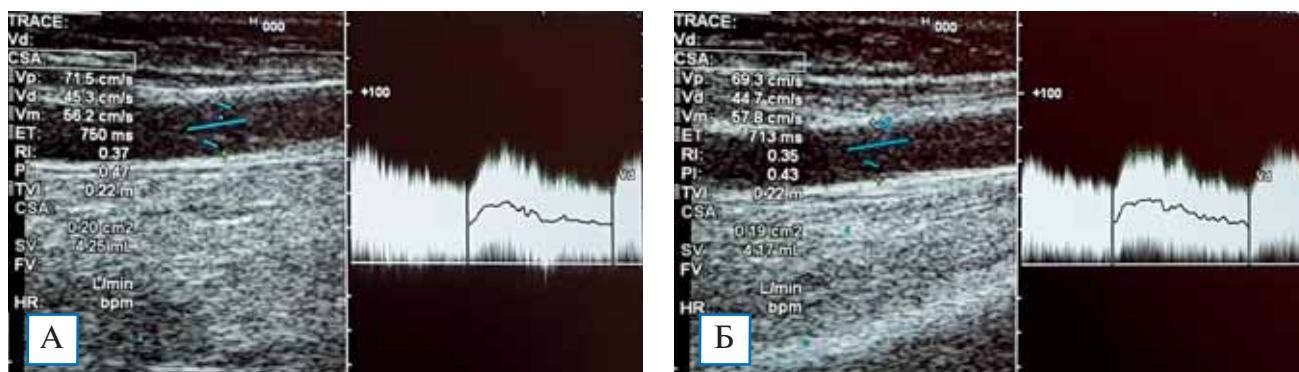 TRACE:
Vd:
CSA:
Vp 71.5 cm/s
Vd 45.3 cm/s
Vm 56.2 cm/s
ET: 750 ms
RI: 0.37
PI: 0.47
TVI 0.22 m
CSA:
0.20 cm2
SV: 4.25 mL
FV:
L/min
HR: bpm
H 000
+100
Vd
А
TRACE:
Vd:
CSA:
Vp 69.3 cm/s
Vd 44.7 cm/s
Vm 57.8 cm/s
ET: 713 ms
RI: 0.35
PI: 0.43
TVI 0.22 m
CSA:
0.19 cm2
SV: 4.17 mL
FV:
L/min
HR: bpm
H 000
+100
Vd
Б